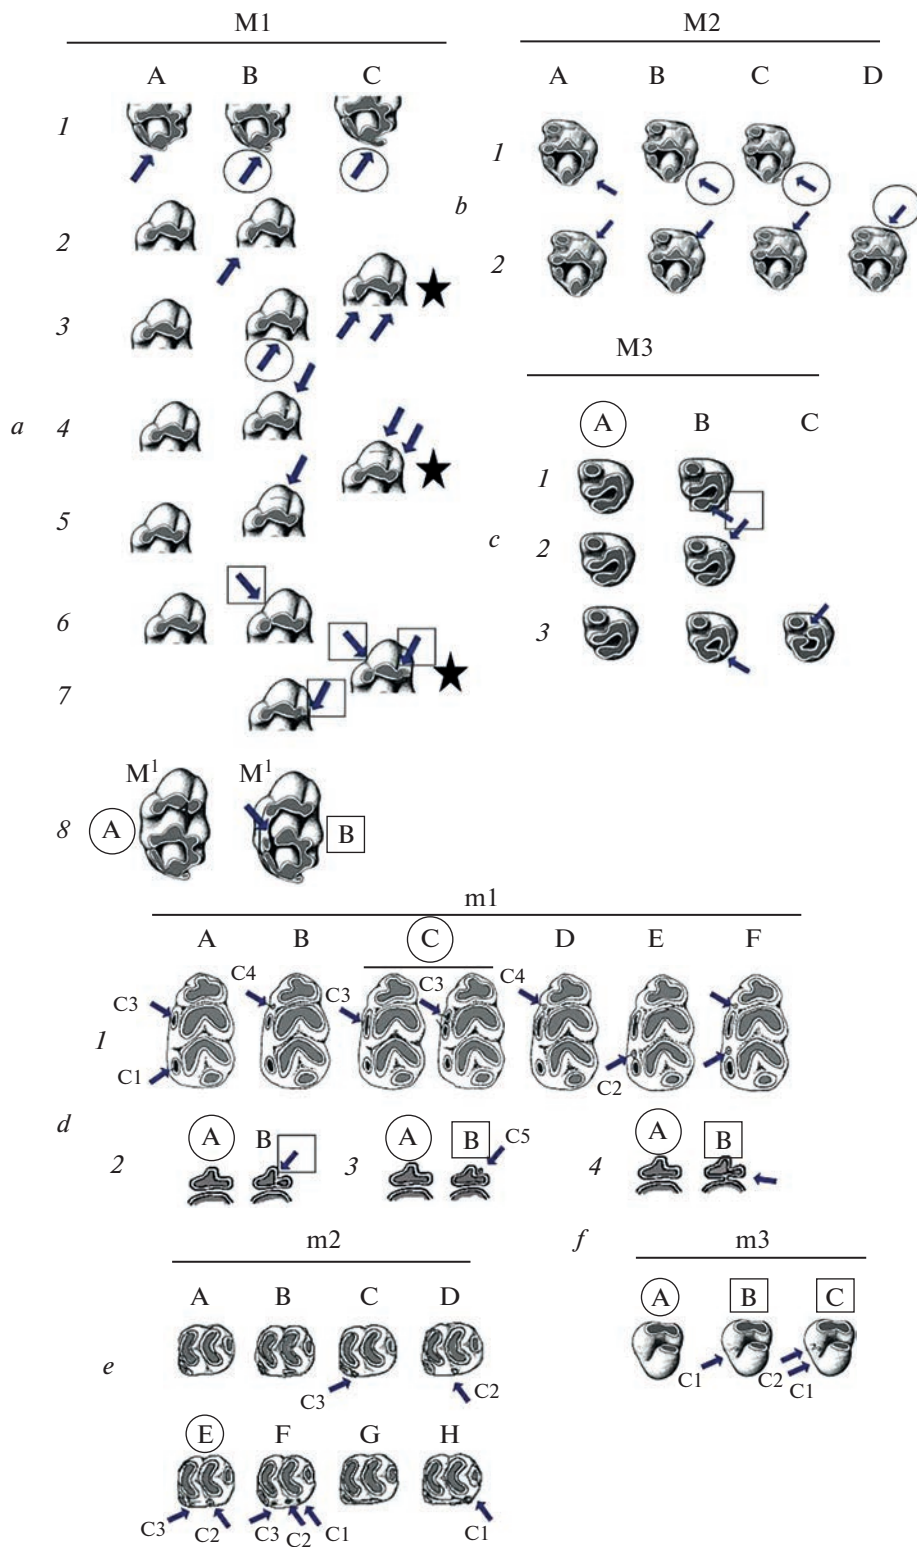 M1
A B C
1
2
3
a 4
5
6
7
M¹ M¹
8 A B
M2
A B C D
1
b
2
M3
A B C
1
c 2
3
m1
A B C D E F
C4 C3 C3 C4
C3
1
C1 C2
d
A B A B C5 A B
2 3 4
m2
A B C D
e
C3 C2
E F G H
C3 C2 C3 C2 C1 C1
f m3
A B C
C1 C2
C1